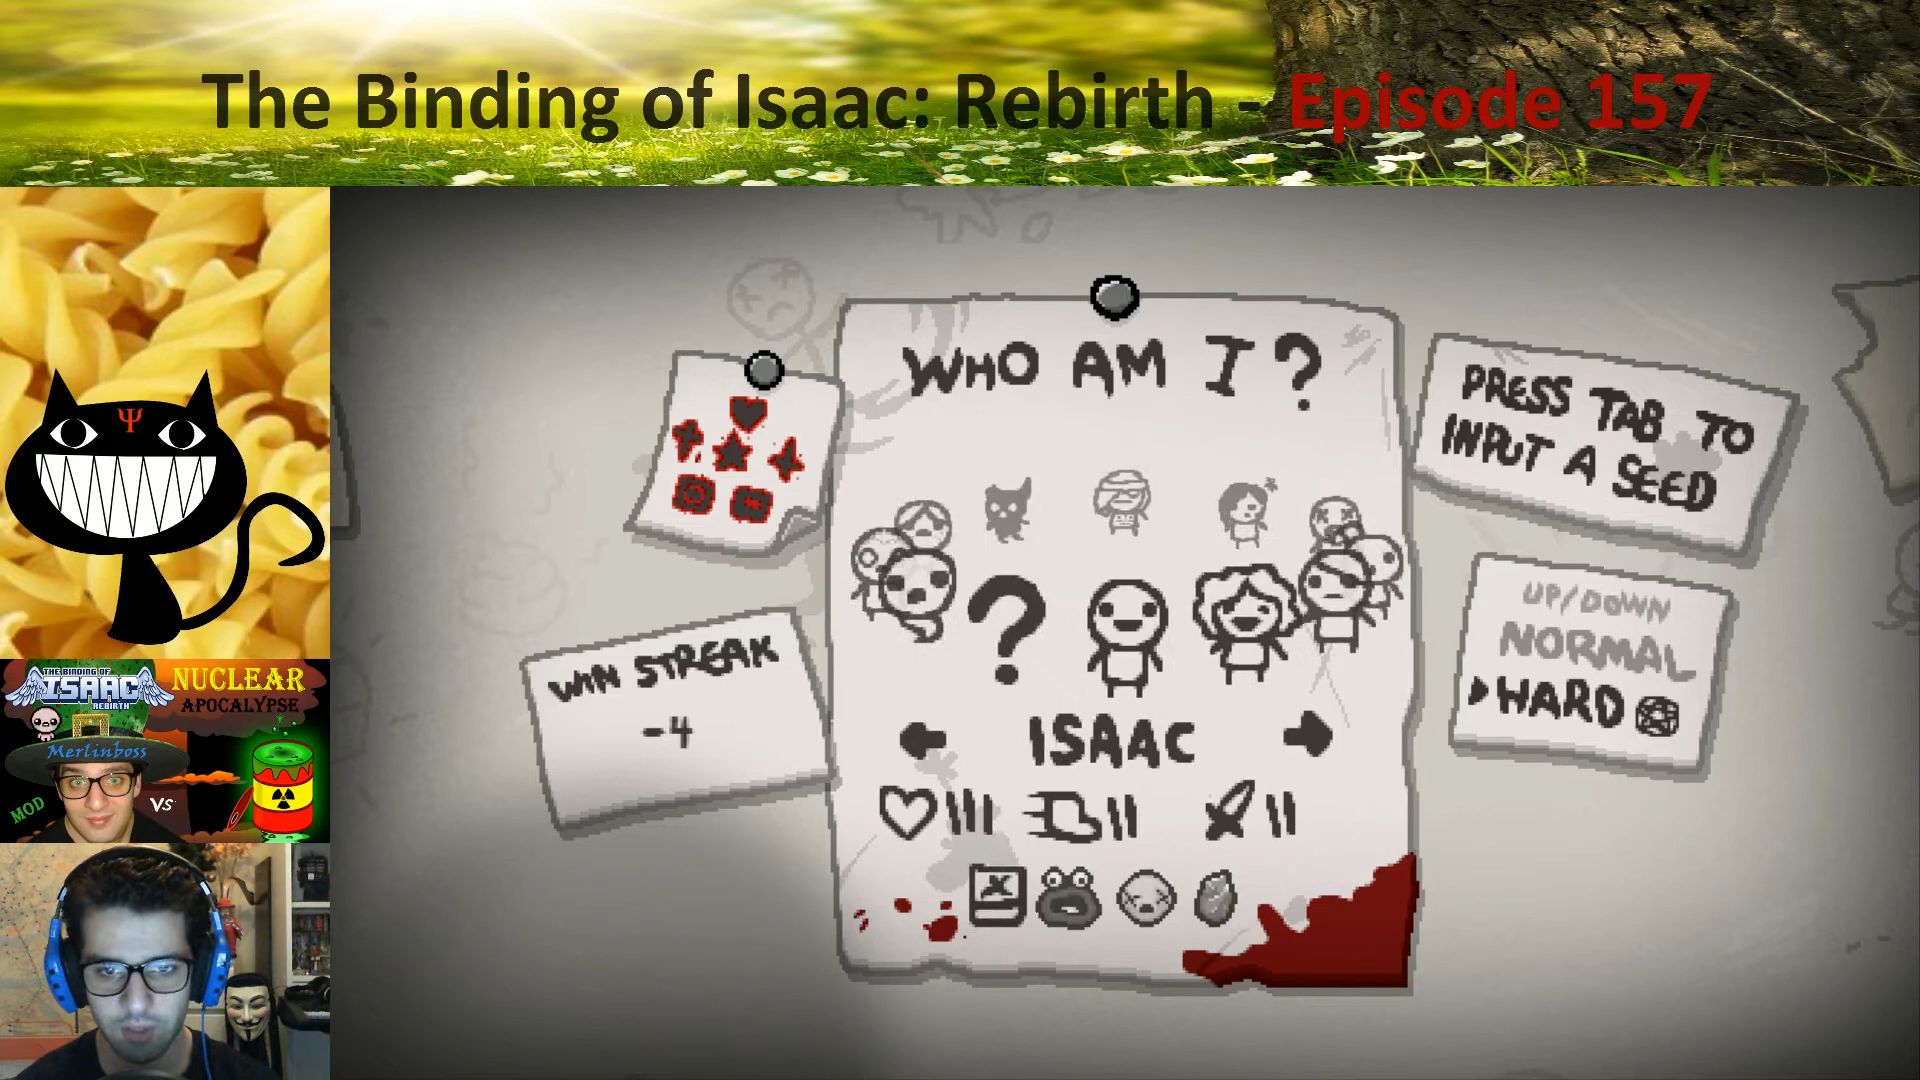 The Binding of Isaac: Rebirth - Episode 157
WHO AM I?
PRESS TAB TO
INPUT A SEED
UP/DOWN
NORMAL
HARD
WIN STREAK
-4
ISAAC
Ψ
THE BINDING OF
ISAAC
REBIRTH
NUCLEAR
APOCALYPSE
Merlinboss
MOD
VS